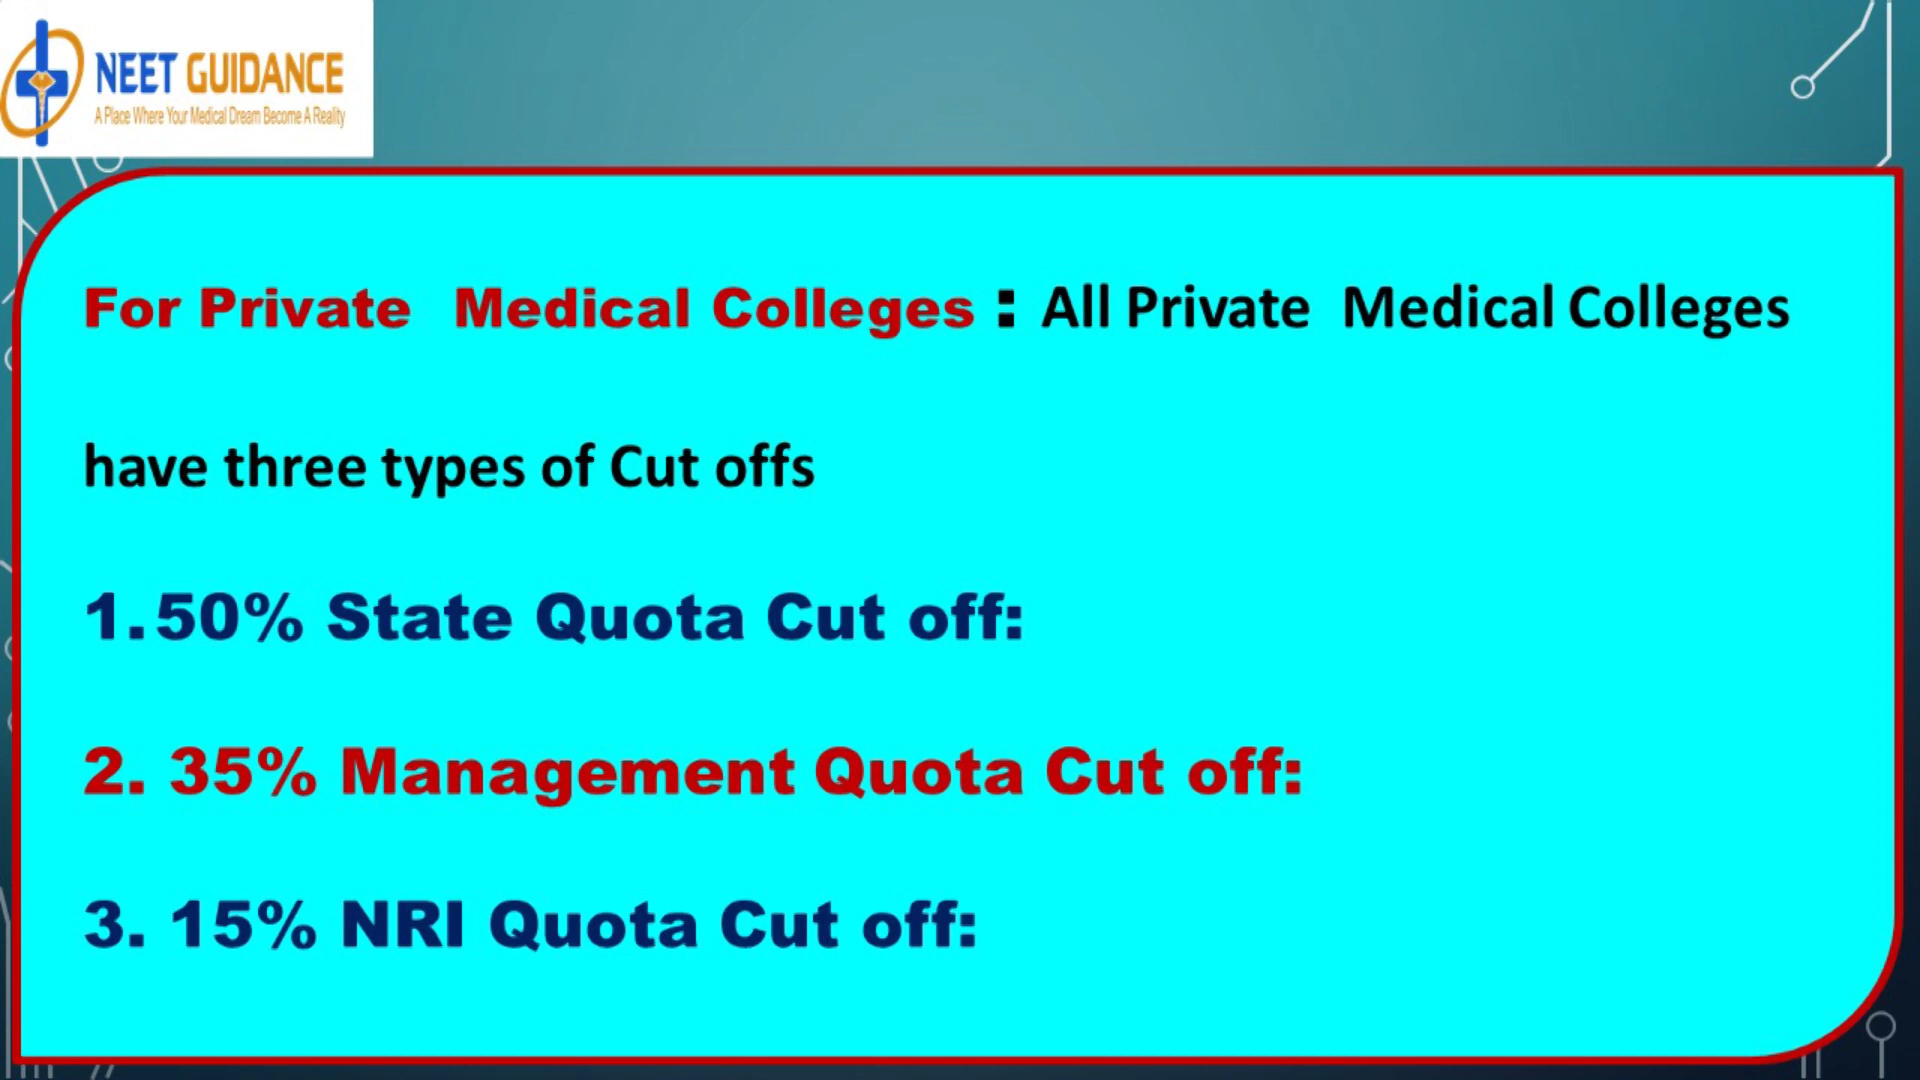 NEET GUIDANCE
A Place Where Your Medical Dream Become A Reality
For Private Medical Colleges : All Private Medical Colleges
have three types of Cut offs
1. 50% State Quota Cut off:
2. 35% Management Quota Cut off:
3. 15% NRI Quota Cut off: